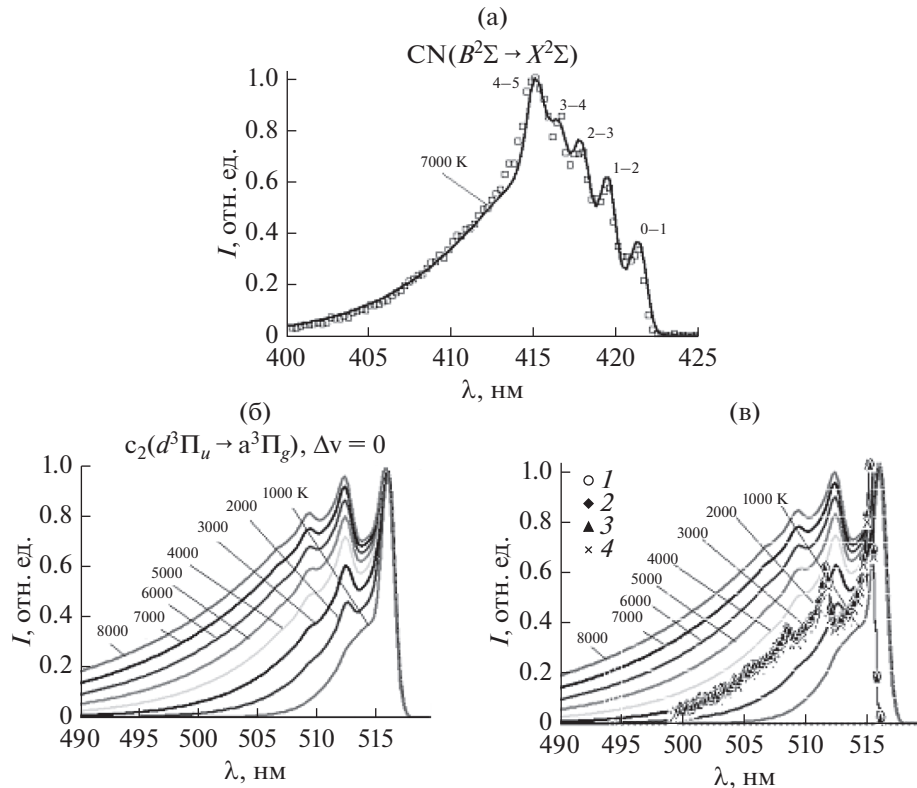 (а)
CN(B²Σ → X²Σ)
1.0
0.8
0.6
0.4
0.2
0
I, отн. ед.
4–5
3–4
2–3
1–2
0–1
7000 K
400 405 410 415 420 425
λ, нм
(б)
c₂(d³Πᵤ → a³Π_g), Δv = 0
1.0
0.8
0.6
0.4
0.2
0
I, отн. ед.
1000 K
2000
3000
4000
5000
6000
7000
8000
490 495 500 505 510 515
λ, нм
(в)
1.0
0.8
0.6
0.4
0.2
0
I, отн. ед.
1
2
3
4
1000 K
2000
3000
4000
5000
6000
7000
8000
490 495 500 505 510 515
λ, нм